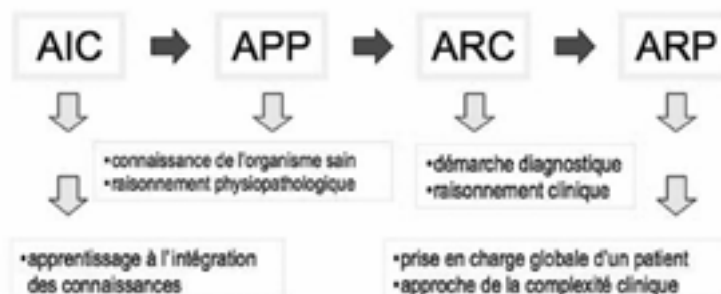 AIC APP ARC ARP
•connaissance de l'organisme sain
•raisonnement physiopathologique
•démarche diagnostique
•raisonnement clinique
•apprentissage à l'intégration
des connaissances
•prise en charge globale d'un patient
•approche de la complexité clinique